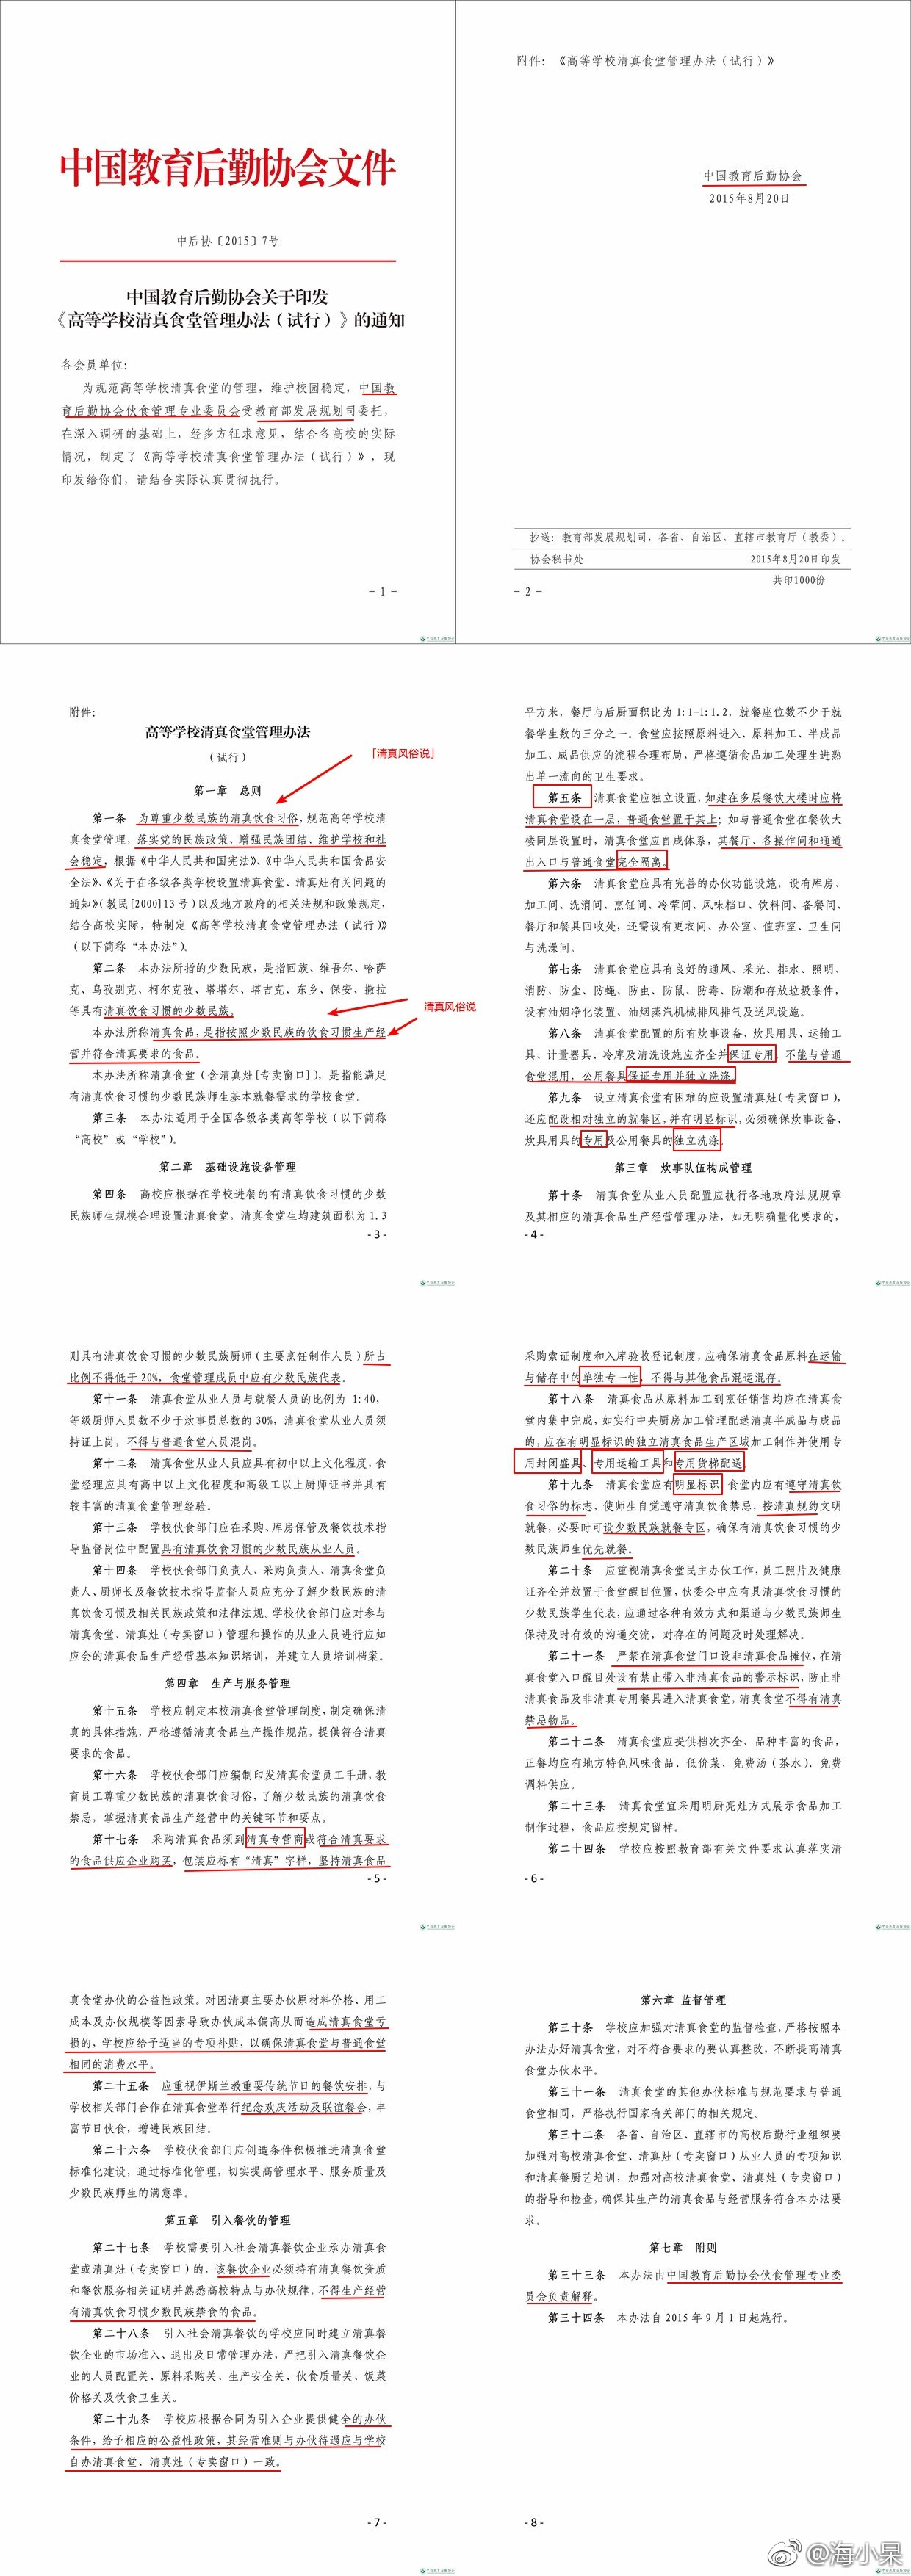 中国教育后勤协会文件
中后协〔2015〕7号
中国教育后勤协会关于印发
《高等学校清真食堂管理办法（试行）》的通知
各会员单位：
为规范高等学校清真食堂的管理，维护校园稳定，中国教
育后勤协会伙食管理专业委员会受教育部发展规划司委托，
在深入调研的基础上，经多方征求意见，结合各高校的实际
情况，制定了《高等学校清真食堂管理办法（试行）》，现
印发给你们，请结合实际认真贯彻执行。
- 1 -
附件：《高等学校清真食堂管理办法（试行）》
中国教育后勤协会
2015年8月20日
抄送：教育部发展规划司，各省、自治区、直辖市教育厅（教委）。
协会秘书处 2015年8月20日印发
共印1000份
- 2 -
附件：
高等学校清真食堂管理办法
（试行）
「清真风俗说」
第一章 总则
第一条 为尊重少数民族的清真饮食习俗，规范高等学校清
真食堂管理，落实党的民族政策、增强民族团结、维护学校和社
会稳定，根据《中华人民共和国宪法》、《中华人民共和国食品安
全法》、《关于在各级各类学校设置清真食堂、清真灶有关问题的
通知》（教民[2000]13号）以及地方政府的相关法规和政策规定，
结合高校实际，特制定《高等学校清真食堂管理办法（试行）》
（以下简称“本办法”）。
第二条 本办法所指的少数民族，是指回族、维吾尔、哈萨
克、乌孜别克、柯尔克孜、塔塔尔、塔吉克、东乡、保安、撒拉
等具有清真饮食习惯的少数民族。
清真风俗说
本办法所称清真食品，是指按照少数民族的饮食习惯生产经
营并符合清真要求的食品。
本办法所称清真食堂（含清真灶[专卖窗口]），是指能满足
有清真饮食习惯的少数民族师生基本就餐需求的学校食堂。
第三条 本办法适用于全国各级各类高等学校（以下简称
“高校”或“学校”）。
第二章 基础设施设备管理
第四条 高校应根据在学校进餐的有清真饮食习惯的少数
民族师生规模合理设置清真食堂，清真食堂生均建筑面积为1.3
- 3 -
平方米，餐厅与后厨面积比为1:1-1:1.2，就餐座位数不少于就
餐学生数的三分之一。食堂应按照原料进入、原料加工、半成品
加工、成品供应的流程合理布局，严格遵循食品加工处理生进熟
出单一流向的卫生要求。
第五条 清真食堂应独立设置，如建在多层餐饮大楼时应将
清真食堂设在一层，普通食堂置于其上；如与普通食堂在餐饮大
楼同层设置时，清真食堂应自成体系，其餐厅、各操作间和通道
出入口与普通食堂完全隔离。
第六条 清真食堂应具有完善的办伙功能设施，设有库房、
加工间、洗消间、烹饪间、冷荤间、风味档口、饮料间、备餐间、
餐厅和餐具回收处，还需设有更衣间、办公室、值班室、卫生间
与洗澡间。
第七条 清真食堂应具有良好的通风、采光、排水、照明、
消防、防尘、防蝇、防虫、防鼠、防毒、防潮和存放垃圾条件，
设有油烟净化装置、油烟蒸汽机械排风排气及送风设施。
第八条 清真食堂配置的所有炊事设备、炊具用具、运输工
具、计量器具、冷库及清洗设施应齐全并保证专用，不能与普通
食堂混用，公用餐具保证专用并独立洗涤。
第九条 设立清真食堂有困难的应设置清真灶（专卖窗口），
还应配设相对独立的就餐区，并有明显标识，必须确保炊事设备、
炊具用具的专用及公用餐具的独立洗涤。
第三章 炊事队伍构成管理
第十条 清真食堂从业人员配置应执行各地政府法规规章
及其相应的清真食品生产经营管理办法，如无明确量化要求的，
- 4 -
则具有清真饮食习惯的少数民族厨师（主要烹饪制作人员）所占
比例不得低于20%，食堂管理成员中应有少数民族代表。
第十一条 清真食堂从业人员与就餐人员的比例为 1:40，
等级厨师人员数不少于炊事员总数的30%，清真食堂从业人员须
持证上岗，不得与普通食堂人员混岗。
第十二条 清真食堂从业人员应具有初中以上文化程度，食
堂经理应具有高中以上文化程度和高级工以上厨师证书并具有
较丰富的清真食堂管理经验。
第十三条 学校伙食部门应在采购、库房保管及餐饮技术指
导监督岗位中配置具有清真饮食习惯的少数民族从业人员。
第十四条 学校伙食部门负责人、采购负责人、清真食堂负
责人、厨师长及餐饮技术指导监督人员应充分了解少数民族的清
真饮食习惯及相关民族政策和法律法规。学校伙食部门应对参与
清真食堂、清真灶（专卖窗口）管理和操作的从业人员进行应知
应会的清真食品生产经营基本知识培训，并建立人员培训档案。
第四章 生产与服务管理
第十五条 学校应制定本校清真食堂管理制度，制定确保清
真的具体措施，严格遵循清真食品生产操作规范，提供符合清真
要求的食品。
第十六条 学校伙食部门应编制印发清真食堂员工手册，教
育员工尊重少数民族的清真饮食习俗，了解少数民族的清真饮食
禁忌，掌握清真食品生产经营中的关键环节和要点。
第十七条 采购清真食品须到清真专营商或符合清真要求
的食品供应企业购买，包装应标有“清真”字样，坚持清真食品
- 5 -
采购索证制度和入库验收登记制度，应确保清真食品原料在运输
与储存中的单独专一性，不得与其他食品混运混存。
第十八条 清真食品从原料加工到烹饪销售均应在清真食
堂内集中完成，如实行中央厨房加工管理配送清真半成品与成品
的，应在有明显标识的独立清真食品生产区域加工制作并使用专
用封闭盛具、专用运输工具和专用货梯配送。
第十九条 清真食堂应有明显标识，食堂内应有遵守清真饮
食习俗的标志，使师生自觉遵守清真饮食禁忌，按清真规约文明
就餐，必要时可设少数民族就餐专区，确保有清真饮食习惯的少
数民族师生优先就餐。
第二十条 应重视清真食堂民主办伙工作，员工照片及健康
证齐全并放置于食堂醒目位置，伙委会中应有具清真饮食习惯的
少数民族学生代表，应通过各种有效方式和渠道与少数民族师生
保持及时有效的沟通交流，对存在的问题及时处理解决。
第二十一条 严禁在清真食堂门口设非清真食品摊位，在清
真食堂入口醒目处设有禁止带入非清真食品的警示标识，防止非
清真食品及非清真专用餐具进入清真食堂，清真食堂不得有清真
禁忌物品。
第二十二条 清真食堂应提供档次齐全、品种丰富的食品，
正餐均应有地方特色风味食品、低价菜、免费汤（茶水）、免费
调料供应。
第二十三条 清真食堂宜采用明厨亮灶方式展示食品加工
制作过程，食品应按规定留样。
第二十四条 学校应按照教育部有关文件要求认真落实清
- 6 -
真食堂办伙的公益性政策。对因清真主要办伙原材料价格、用工
成本及办伙规模等因素导致办伙成本偏高从而造成清真食堂亏
损的，学校应给予适当的专项补贴，以确保清真食堂与普通食堂
相同的消费水平。
第二十五条 应重视伊斯兰教重要传统节日的餐饮安排，与
学校相关部门合作在清真食堂举行纪念欢庆活动及联谊餐会，丰
富节日伙食，增进民族团结。
第二十六条 学校伙食部门应创造条件积极推进清真食堂
标准化建设，通过标准化管理，切实提高管理水平、服务质量及
少数民族师生的满意率。
第五章 引入餐饮的管理
第二十七条 学校需要引入社会清真餐饮企业承办清真食
堂或清真灶（专卖窗口）的，该餐饮企业必须持有清真餐饮资质
和餐饮服务相关证明并熟悉高校特点与办伙规律，不得生产经营
有清真饮食习惯少数民族禁食的食品。
第二十八条 引入社会清真餐饮的学校应同时建立清真餐
饮企业的市场准入、退出及日常管理办法，严把引入清真餐饮企
业的人员配置关、原料采购关、生产安全关、伙食质量关、饭菜
价格关及饮食卫生关。
第二十九条 学校应根据合同为引入企业提供健全的办伙
条件，给予相应的公益性政策，其经营准则与办伙待遇应与学校
自办清真食堂、清真灶（专卖窗口）一致。
- 7 -
第六章 监督管理
第三十条 学校应加强对清真食堂的监督检查，严格按照本
办法办好清真食堂，对不符合要求的要认真整改，不断提高清真
食堂办伙水平。
第三十一条 清真食堂的其他办伙标准与规范要求与普通
食堂相同，严格执行国家有关部门的相关规定。
第三十二条 各省、自治区、直辖市的高校后勤行业组织要
加强对高校清真食堂、清真灶（专卖窗口）从业人员的专项知识
和清真餐厨艺培训，加强对高校清真食堂、清真灶（专卖窗口）
的指导和检查，确保其生产的清真食品与经营服务符合本办法要
求。
第七章 附则
第三十三条 本办法由中国教育后勤协会伙食管理专业委
员会负责解释。
第三十四条 本办法自2015年9月1日起施行。
- 8 -
@海小呆